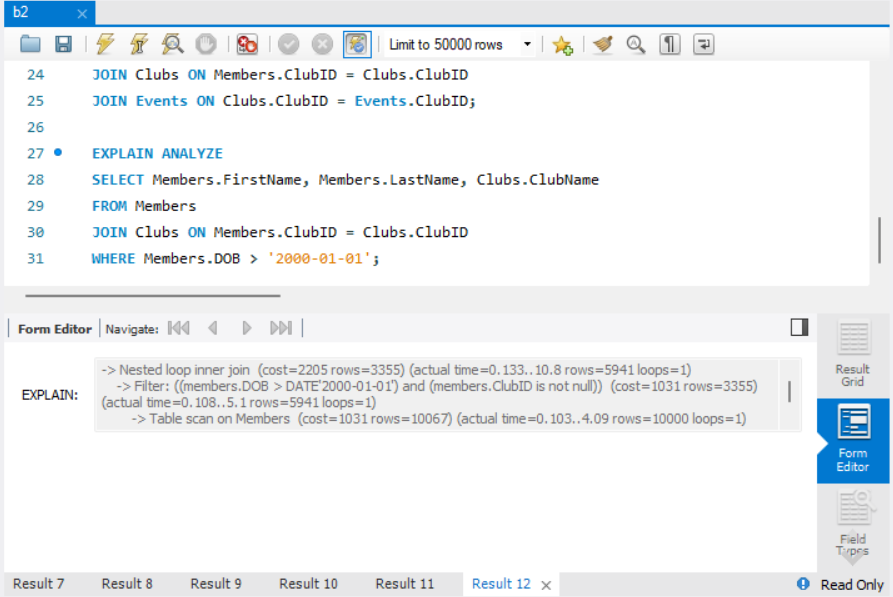 b2
Limit to 50000 rows
24 JOIN Clubs ON Members.ClubID = Clubs.ClubID
25 JOIN Events ON Clubs.ClubID = Events.ClubID;
26
27 EXPLAIN ANALYZE
28 SELECT Members.FirstName, Members.LastName, Clubs.ClubName
29 FROM Members
30 JOIN Clubs ON Members.ClubID = Clubs.ClubID
31 WHERE Members.DOB > '2000-01-01';
Form Editor Navigate:
EXPLAIN:
-> Nested loop inner join (cost=2205 rows=3355) (actual time=0.133..10.8 rows=5941 loops=1)
-> Filter: ((members.DOB > DATE'2000-01-01') and (members.ClubID is not null)) (cost=1031 rows=3355)
(actual time=0.108..5.1 rows=5941 loops=1)
-> Table scan on Members (cost=1031 rows=10067) (actual time=0.103..4.09 rows=10000 loops=1)
Result
Grid
Form
Editor
Field
Types
Result 7 Result 8 Result 9 Result 10 Result 11 Result 12 Read Only